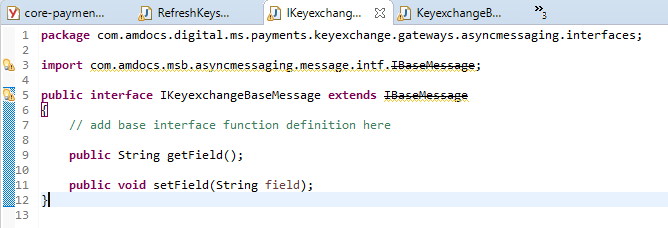 core-paymen...
RefreshKeys...
IKeyexchang...
KeyexchangeB...
»3
1 package com.amdocs.digital.ms.payments.keyexchange.gateways.asyncmessaging.interfaces;
2
3 import com.amdocs.msb.asyncmessaging.message.intf.IBaseMessage;
4
5 public interface IKeyexchangeBaseMessage extends IBaseMessage
6 {
7 // add base interface function definition here
8
9 public String getField();
10
11 public void setField(String field);
12 }
13